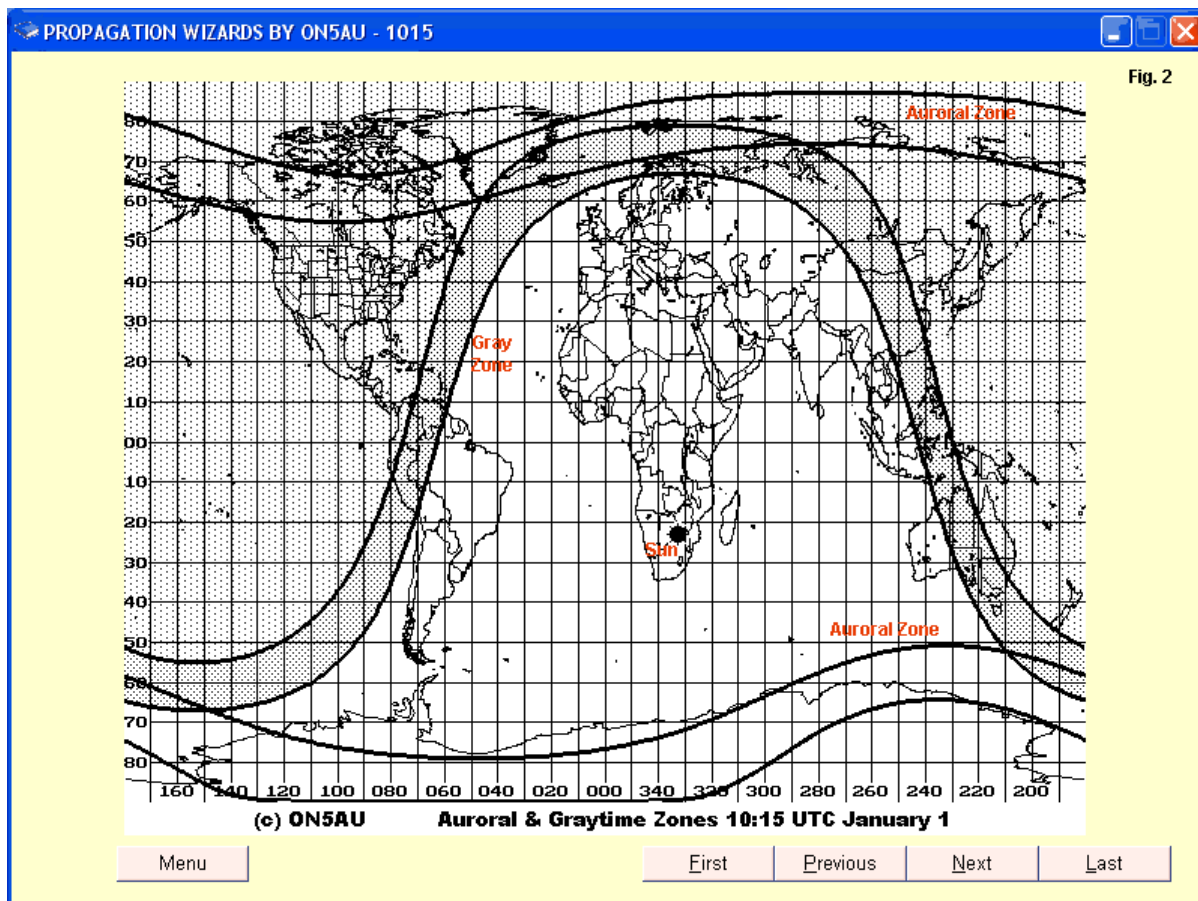 PROPAGATION WIZARDS BY ON5AU - 1015
Fig. 2
Auroral Zone
80
70
60
50
40
30
20
10
00
10
20
30
40
50
60
70
80
Gray
Zone
Sun
Auroral Zone
160 140 120 100 080 060 040 020 000 340 320 300 280 260 240 220 200
(c) ON5AU Auroral & Graytime Zones 10:15 UTC January 1
Menu First Previous Next Last